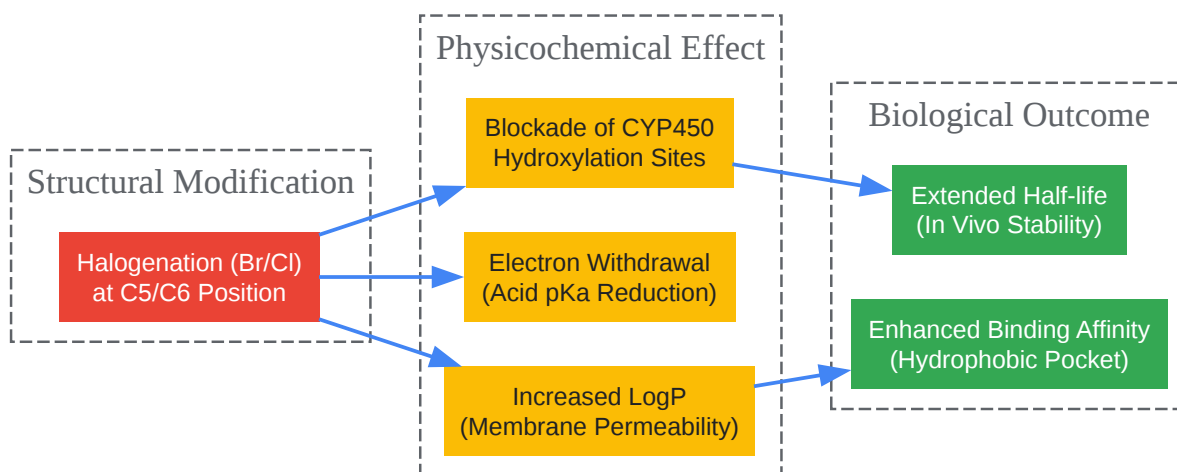 Structural Modification
Halogenation (Br/Cl)
at C5/C6 Position
Physicochemical Effect
Blockade of CYP450
Hydroxylation Sites
Electron Withdrawal
(Acid pKa Reduction)
Increased LogP
(Membrane Permeability)
Biological Outcome
Extended Half-life
(In Vivo Stability)
Enhanced Binding Affinity
(Hydrophobic Pocket)